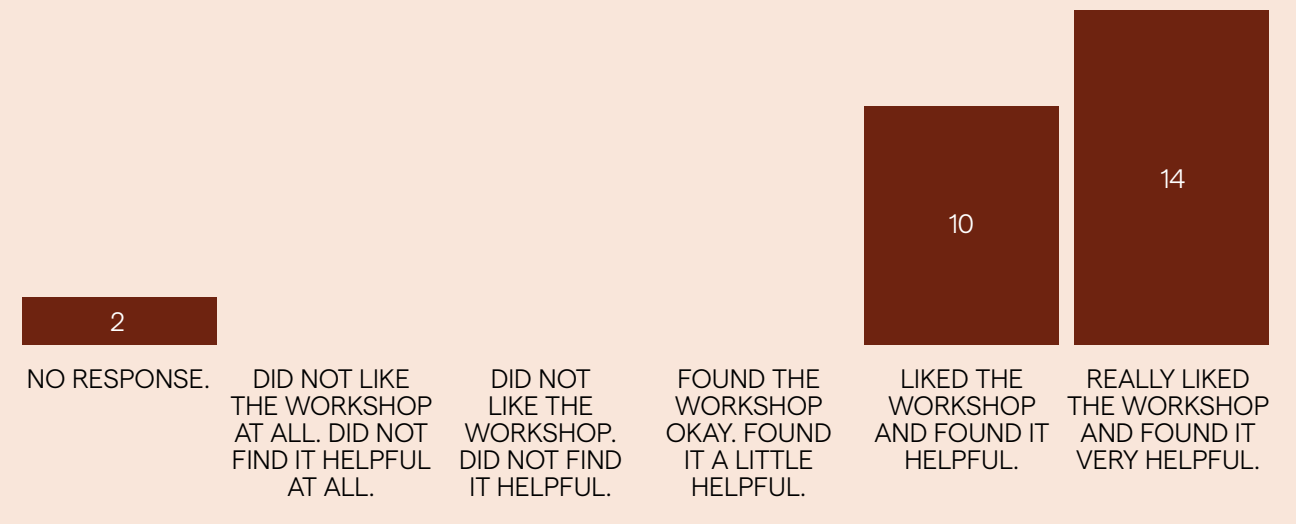 14
10
2
NO RESPONSE.
DID NOT LIKE
THE WORKSHOP
AT ALL. DID NOT
FIND IT HELPFUL
AT ALL.
DID NOT
LIKE THE
WORKSHOP.
DID NOT FIND
IT HELPFUL.
FOUND THE
WORKSHOP
OKAY. FOUND
IT A LITTLE
HELPFUL.
LIKED THE
WORKSHOP
AND FOUND IT
HELPFUL.
REALLY LIKED
THE WORKSHOP
AND FOUND IT
VERY HELPFUL.